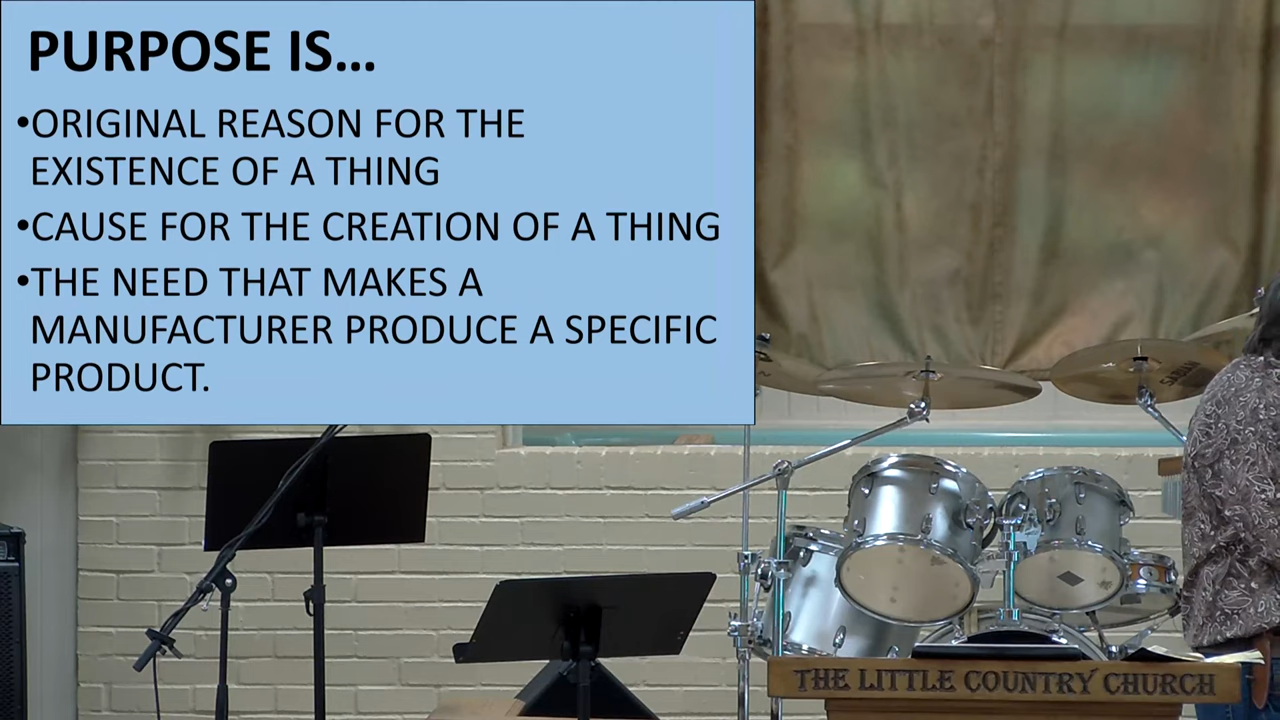 PURPOSE IS...
•ORIGINAL REASON FOR THE
EXISTENCE OF A THING
•CAUSE FOR THE CREATION OF A THING
•THE NEED THAT MAKES A
MANUFACTURER PRODUCE A SPECIFIC
PRODUCT.
SABIAN
THE LITTLE COUNTRY CHURCH